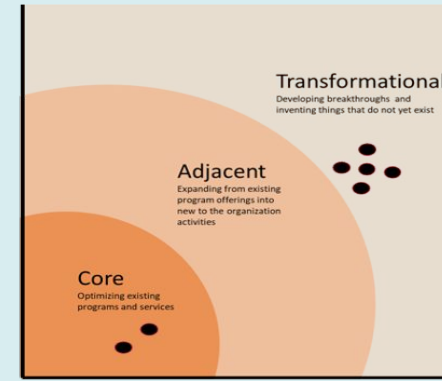 Transformational
Developing breakthroughs and
inventing things that do not yet exist
Adjacent
Expanding from existing
program offerings into
new to the organization
activities
Core
Optimizing existing
programs and services